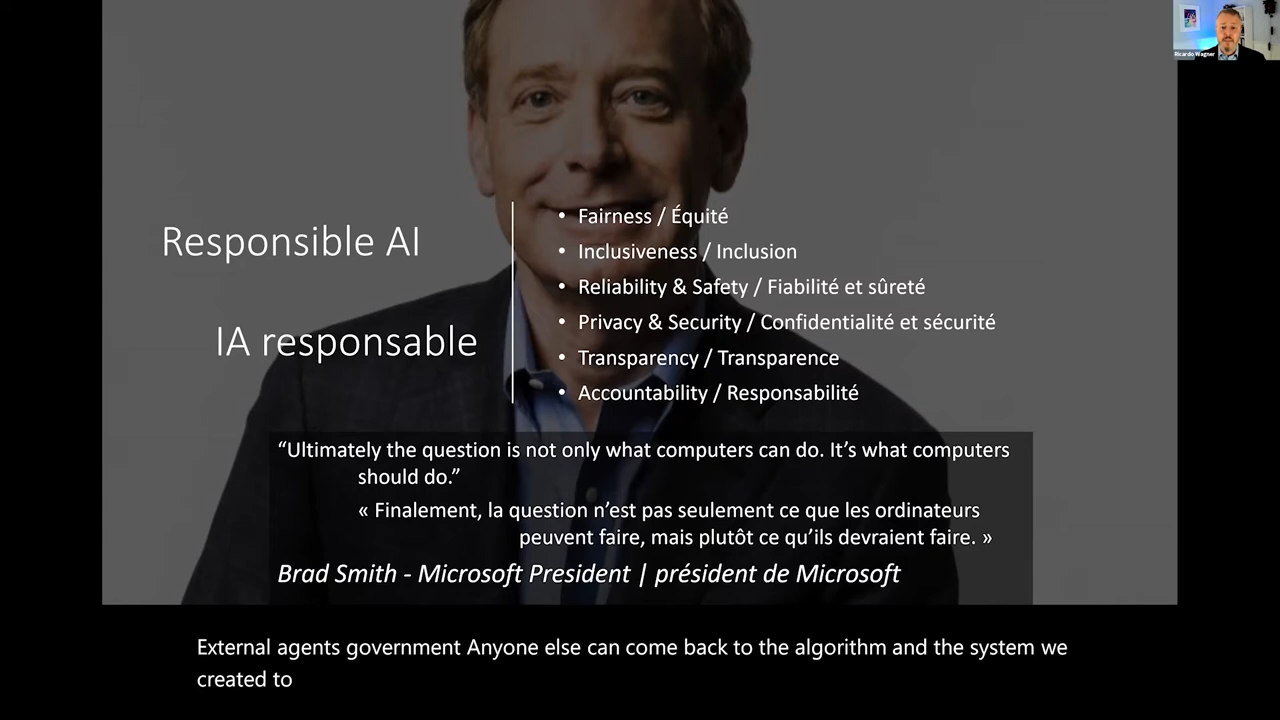 Ricardo Wagner
Responsible AI
IA responsable
• Fairness / Équité
• Inclusiveness / Inclusion
• Reliability & Safety / Fiabilité et sûreté
• Privacy & Security / Confidentialité et sécurité
• Transparency / Transparence
• Accountability / Responsabilité
“Ultimately the question is not only what computers can do. It’s what computers
should do.”
« Finalement, la question n’est pas seulement ce que les ordinateurs
peuvent faire, mais plutôt ce qu’ils devraient faire. »
Brad Smith - Microsoft President | président de Microsoft
External agents government Anyone else can come back to the algorithm and the system we
created to